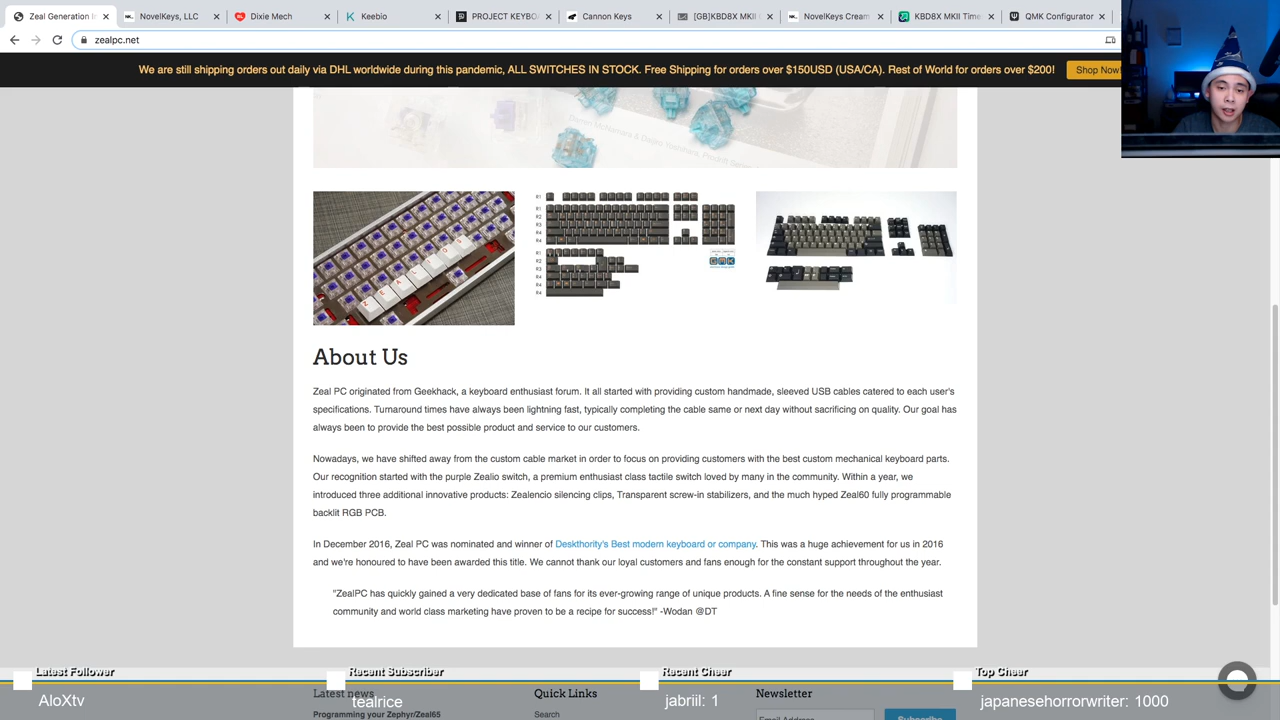 Zeal Generation In
NovelKeys, LLC
Dixie Mech
Keebio
PROJECT KEYBO
Cannon Keys
[GB]KBD8X MKII
NovelKeys Cream
KBD8X MKII Time
QMK Configurator
zealpc.net
We are still shipping orders out daily via DHL worldwide during this pandemic, ALL SWITCHES IN STOCK. Free Shipping for orders over $150USD (USA/CA). Rest of World for orders over $200!
Shop Now!
About Us
Zeal PC originated from Geekhack, a keyboard enthusiast forum. It all started with providing custom handmade, sleeved USB cables catered to each user's
specifications. Turnaround times have always been lightning fast, typically completing the cable same or next day without sacrificing on quality. Our goal has
always been to provide the best possible product and service to our customers.
Nowadays, we have shifted away from the custom cable market in order to focus on providing customers with the best custom mechanical keyboard parts.
Our recognition started with the purple Zealio switch, a premium enthusiast class tactile switch loved by many in the community. Within a year, we
introduced three additional innovative products: Zealencio silencing clips, Transparent screw-in stabilizers, and the much hyped Zeal60 fully programmable
backlit RGB PCB.
In December 2016, Zeal PC was nominated and winner of Deskthority's Best modern keyboard or company. This was a huge achievement for us in 2016
and we're honoured to have been awarded this title. We cannot thank our loyal customers and fans enough for the constant support throughout the year.
"ZealPC has quickly gained a very dedicated base of fans for its ever-growing range of unique products. A fine sense for the needs of the enthusiast
community and world class marketing have proven to be a recipe for success!" -Wodan @DT
Latest Follower
Recent Subscriber
Recent Cheer
Top Cheer
AloXtv
tealrice
jabriil: 1
japanesehorrorwriter: 1000
Latest news
Quick Links
Newsletter
Programming your Zephyr/Zeal65
Search
Email Address
Subscribe